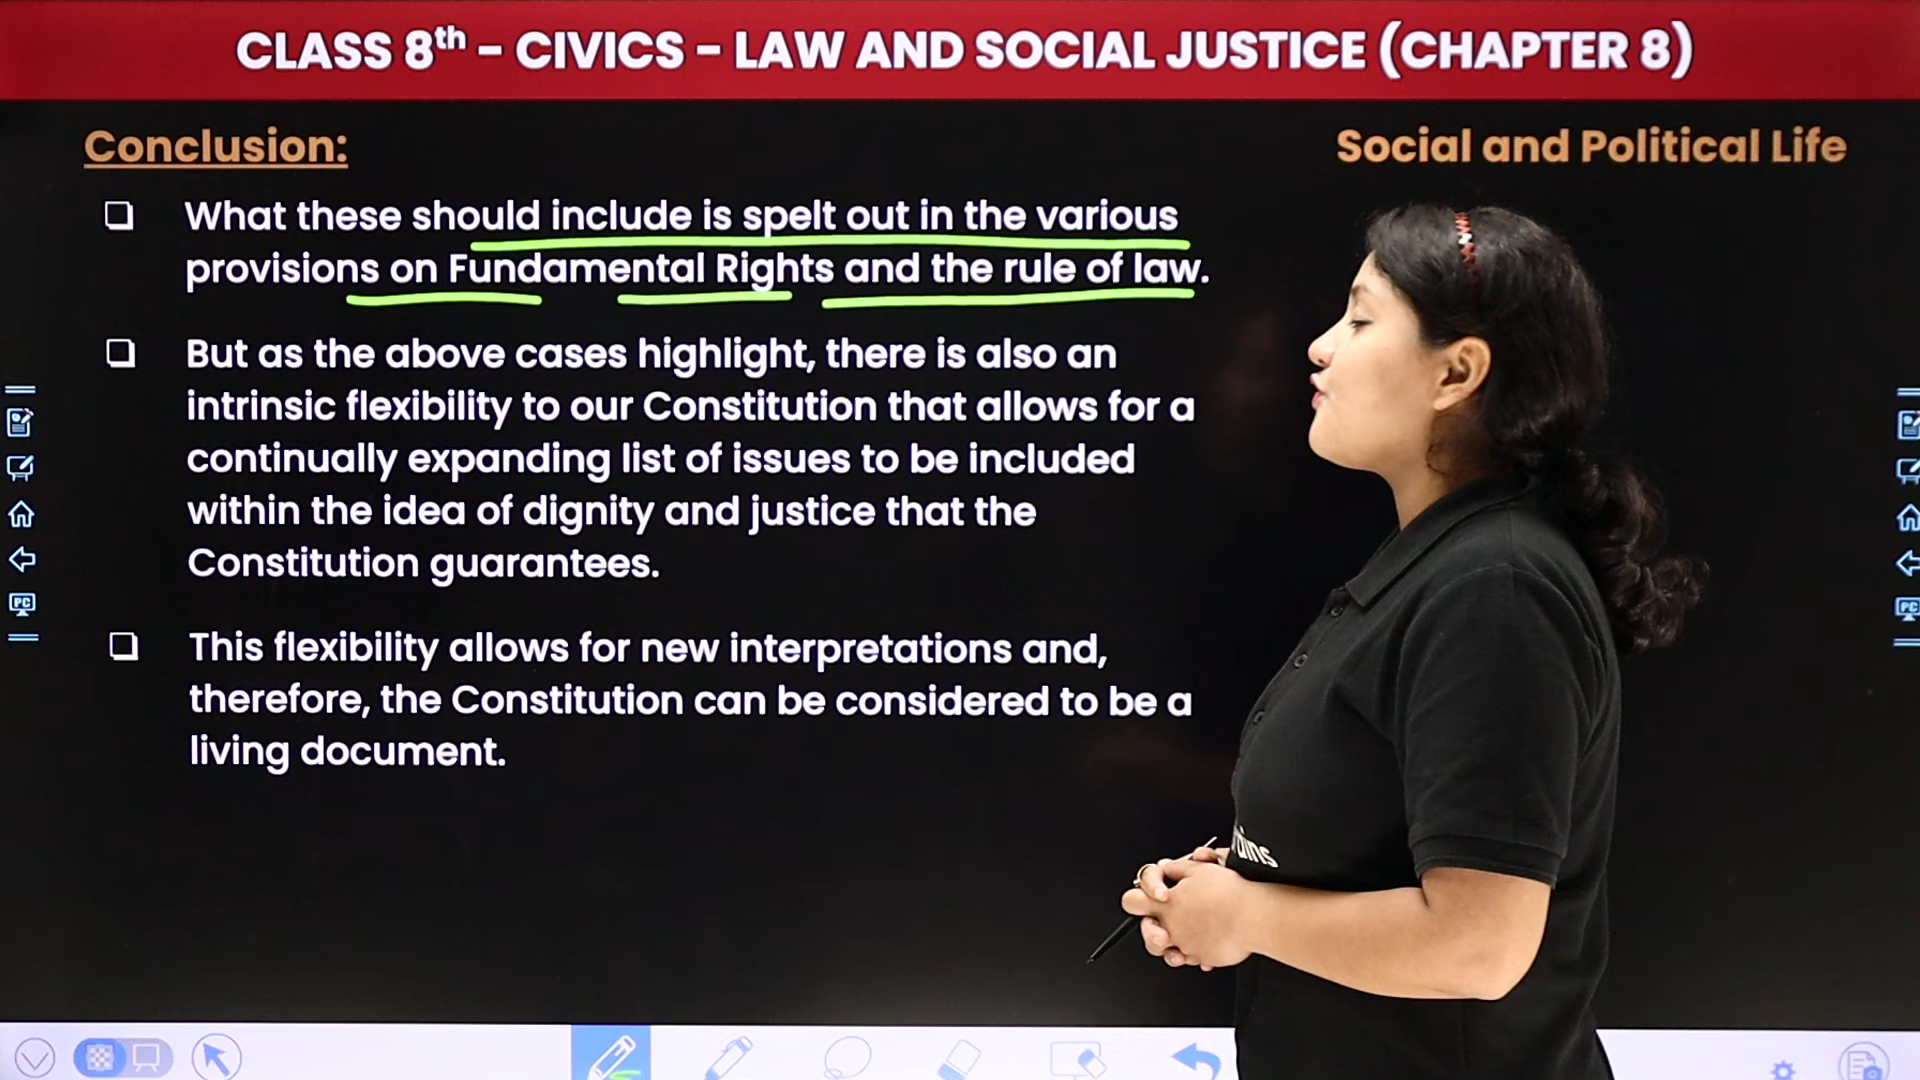 CLASS 8th - CIVICS - LAW AND SOCIAL JUSTICE (CHAPTER 8)
Conclusion:
Social and Political Life
❑ What these should include is spelt out in the various
provisions on Fundamental Rights and the rule of law.
❑ But as the above cases highlight, there is also an
intrinsic flexibility to our Constitution that allows for a
continually expanding list of issues to be included
within the idea of dignity and justice that the
Constitution guarantees.
❑ This flexibility allows for new interpretations and,
therefore, the Constitution can be considered to be a
living document.
PC
PC